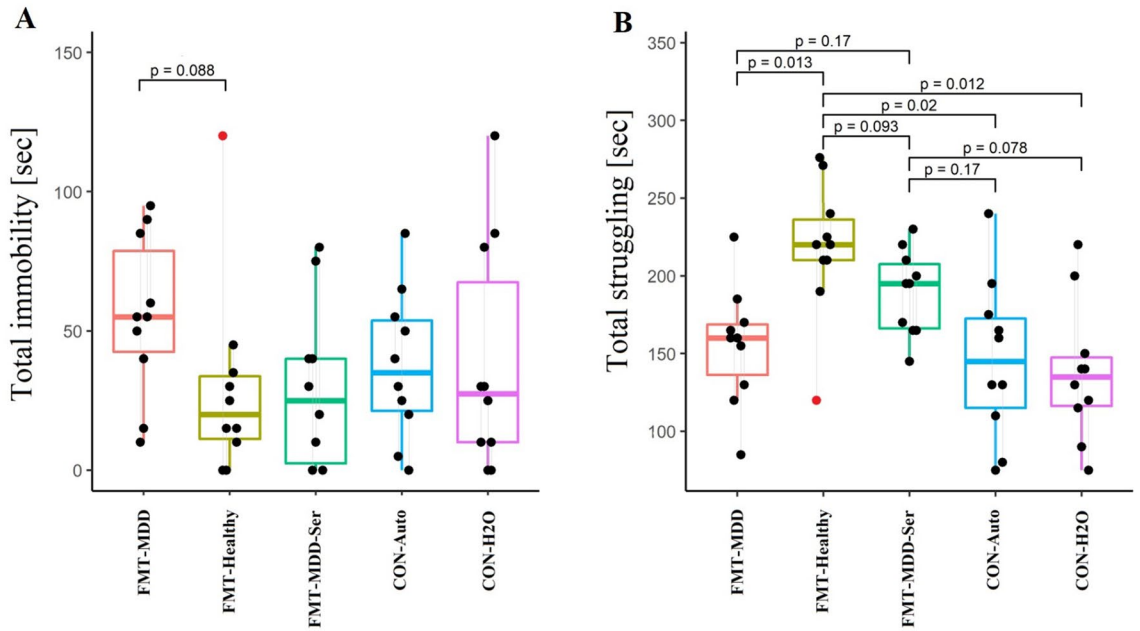 A
Total immobility [sec]
150
100
50
0
p = 0.088
FMT-MDD
FMT-Healthy
FMT-MDD-Ser
CON-Auto
CON-H2O
B
Total struggling [sec]
350
300
250
200
150
100
p = 0.17
p = 0.013
p = 0.012
p = 0.02
p = 0.093
p = 0.078
p = 0.17
FMT-MDD
FMT-Healthy
FMT-MDD-Ser
CON-Auto
CON-H2O